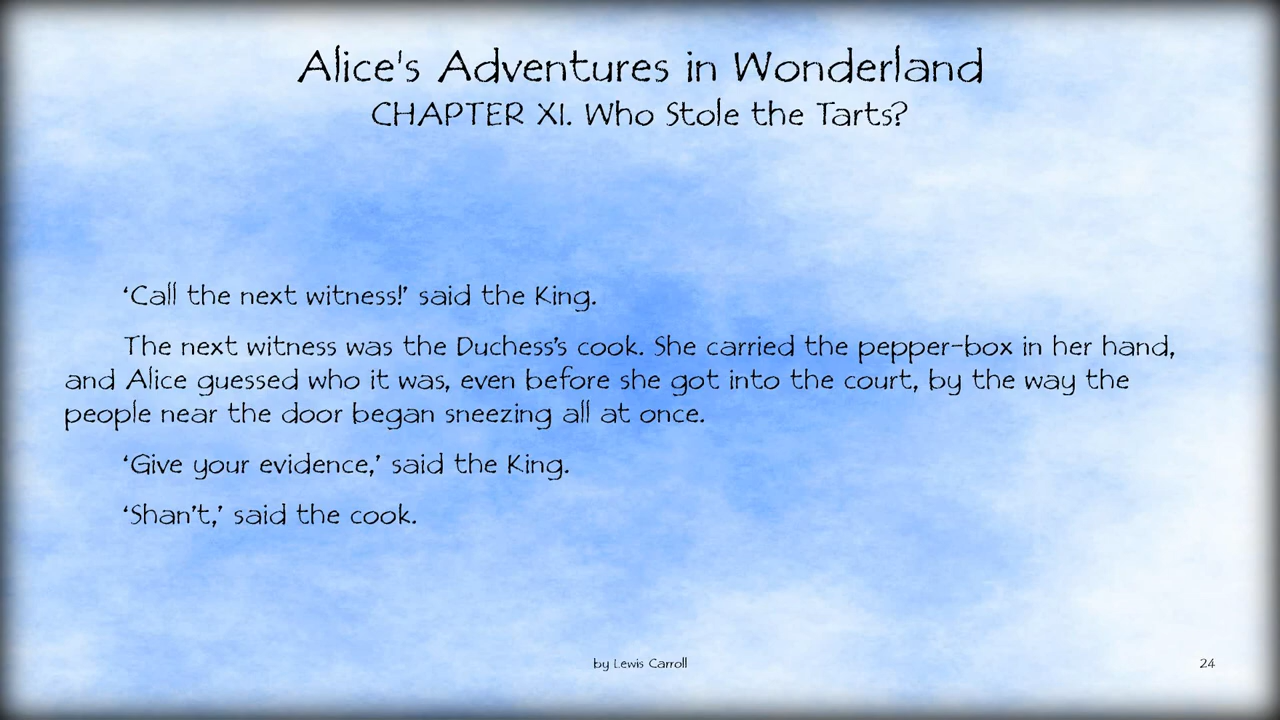 Alice's Adventures in Wonderland
CHAPTER XI. Who Stole the Tarts?
‘Call the next witness!’ said the King.
The next witness was the Duchess’s cook. She carried the pepper-box in her hand,
and Alice guessed who it was, even before she got into the court, by the way the
people near the door began sneezing all at once.
‘Give your evidence,’ said the King.
‘Shan’t,’ said the cook.
by Lewis Carroll
24